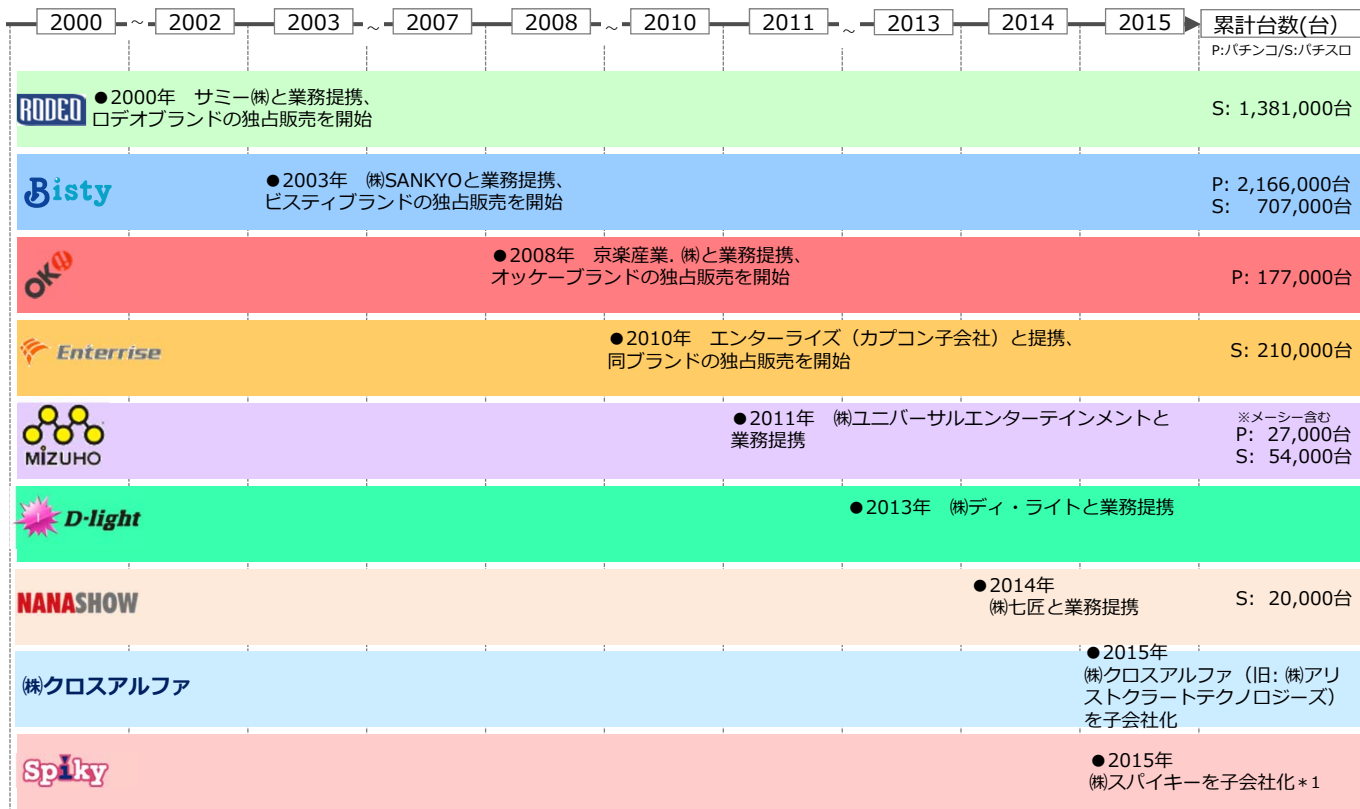 2000 ～ 2002 2003 ～ 2007 2008 ～ 2010 2011 ～ 2013 2014 2015 累計台数(台)
P:パチンコ/S:パチスロ
RODEO
●2000年　サミー㈱と業務提携、
ロデオブランドの独占販売を開始
S: 1,381,000台
Bisty
●2003年　㈱SANKYOと業務提携、
ビスティブランドの独占販売を開始
P: 2,166,000台
S: 707,000台
OK!!
●2008年　京楽産業．㈱と業務提携、
オッケーブランドの独占販売を開始
P: 177,000台
Enterrise
●2010年　エンターライズ（カプコン子会社）と提携、
同ブランドの独占販売を開始
S: 210,000台
MIZUHO
●2011年　㈱ユニバーサルエンターテインメントと
業務提携
※メーシー含む
P: 27,000台
S: 54,000台
D-light
●2013年　㈱ディ・ライトと業務提携
NANASHOW
●2014年
㈱七匠と業務提携
S: 20,000台
㈱クロスアルファ
●2015年
㈱クロスアルファ（旧: ㈱アリ
ストクラートテクノロジーズ）
を子会社化
Spiky
●2015年
㈱スパイキーを子会社化＊1